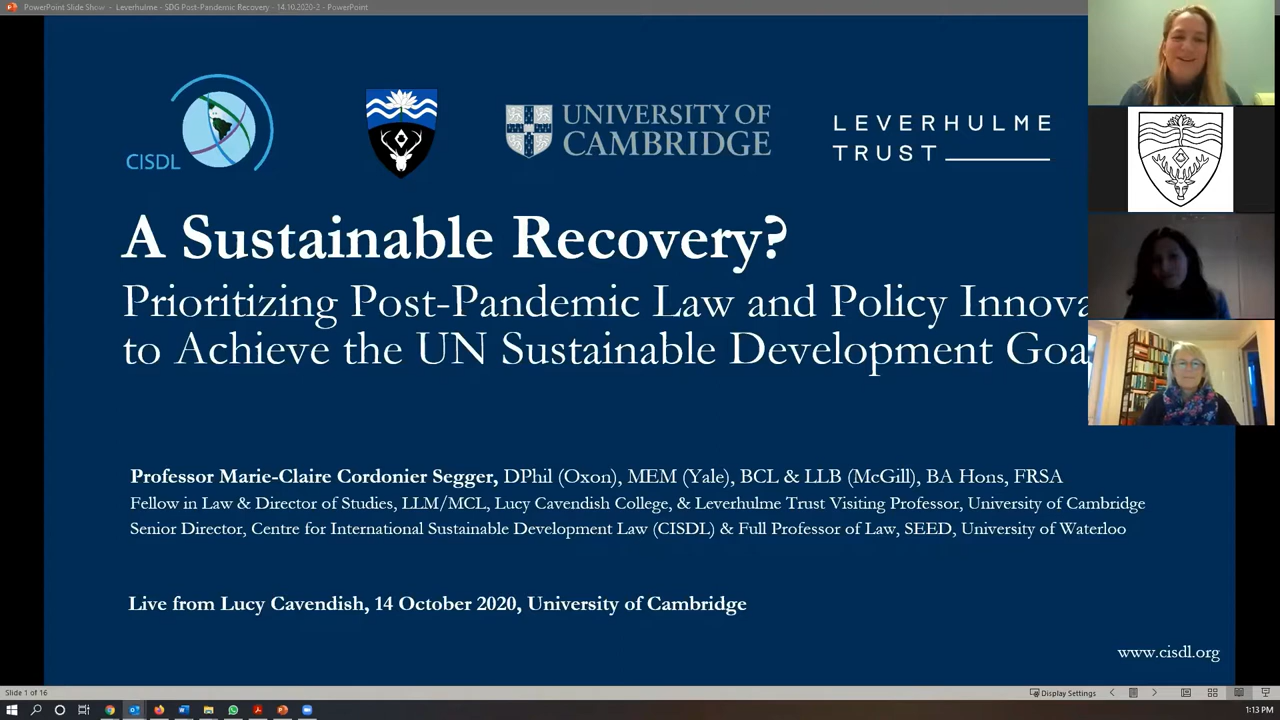 PowerPoint Slide Show - Leverhulme - SDG Post-Pandemic Recovery - 14.10.2020-2 - PowerPoint
CISDL
UNIVERSITY OF
CAMBRIDGE
LEVERHULME
TRUST
A Sustainable Recovery?
Prioritizing Post-Pandemic Law and Policy Innova
to Achieve the UN Sustainable Development Goa
Professor Marie-Claire Cordonier Segger, DPhil (Oxon), MEM (Yale), BCL & LLB (McGill), BA Hons, FRSA
Fellow in Law & Director of Studies, LLM/MCL, Lucy Cavendish College, & Leverhulme Trust Visiting Professor, University of Cambridge
Senior Director, Centre for International Sustainable Development Law (CISDL) & Full Professor of Law, SEED, University of Waterloo
Live from Lucy Cavendish, 14 October 2020, University of Cambridge
www.cisdl.org
Slide 1 of 16
Display Settings
1:13 PM